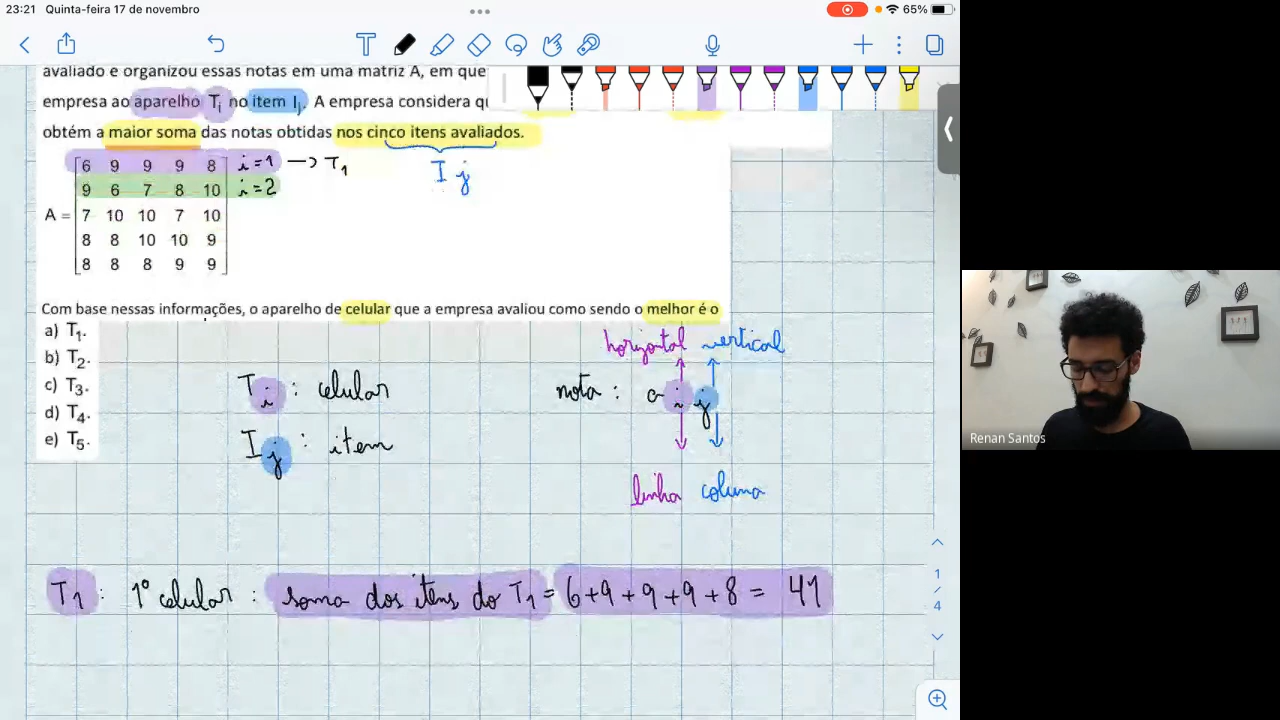 23:21 Quinta-feira 17 de novembro
65%
avaliado e organizou essas notas em uma matriz A, em que
empresa ao aparelho Ti no item Ij. A empresa considera qu
obtém a maior soma das notas obtidas nos cinco itens avaliados.
I j
6 9 9 9 8 i=1 → T1
9 6 7 8 10 i=2
A = 7 10 10 7 10
8 8 10 10 9
8 8 8 9 9
Com base nessas informações, o aparelho de celular que a empresa avaliou como sendo o melhor é o
a) T1.
b) T2.
c) T3.
d) T4.
e) T5.
horizontal vertical
Ti : celular
nota : a i j
Ij : item
linha coluna
T1 : 1º celular : soma dos itens do T1 = 6+9+9+9+8 = 41
1
4
Renan Santos